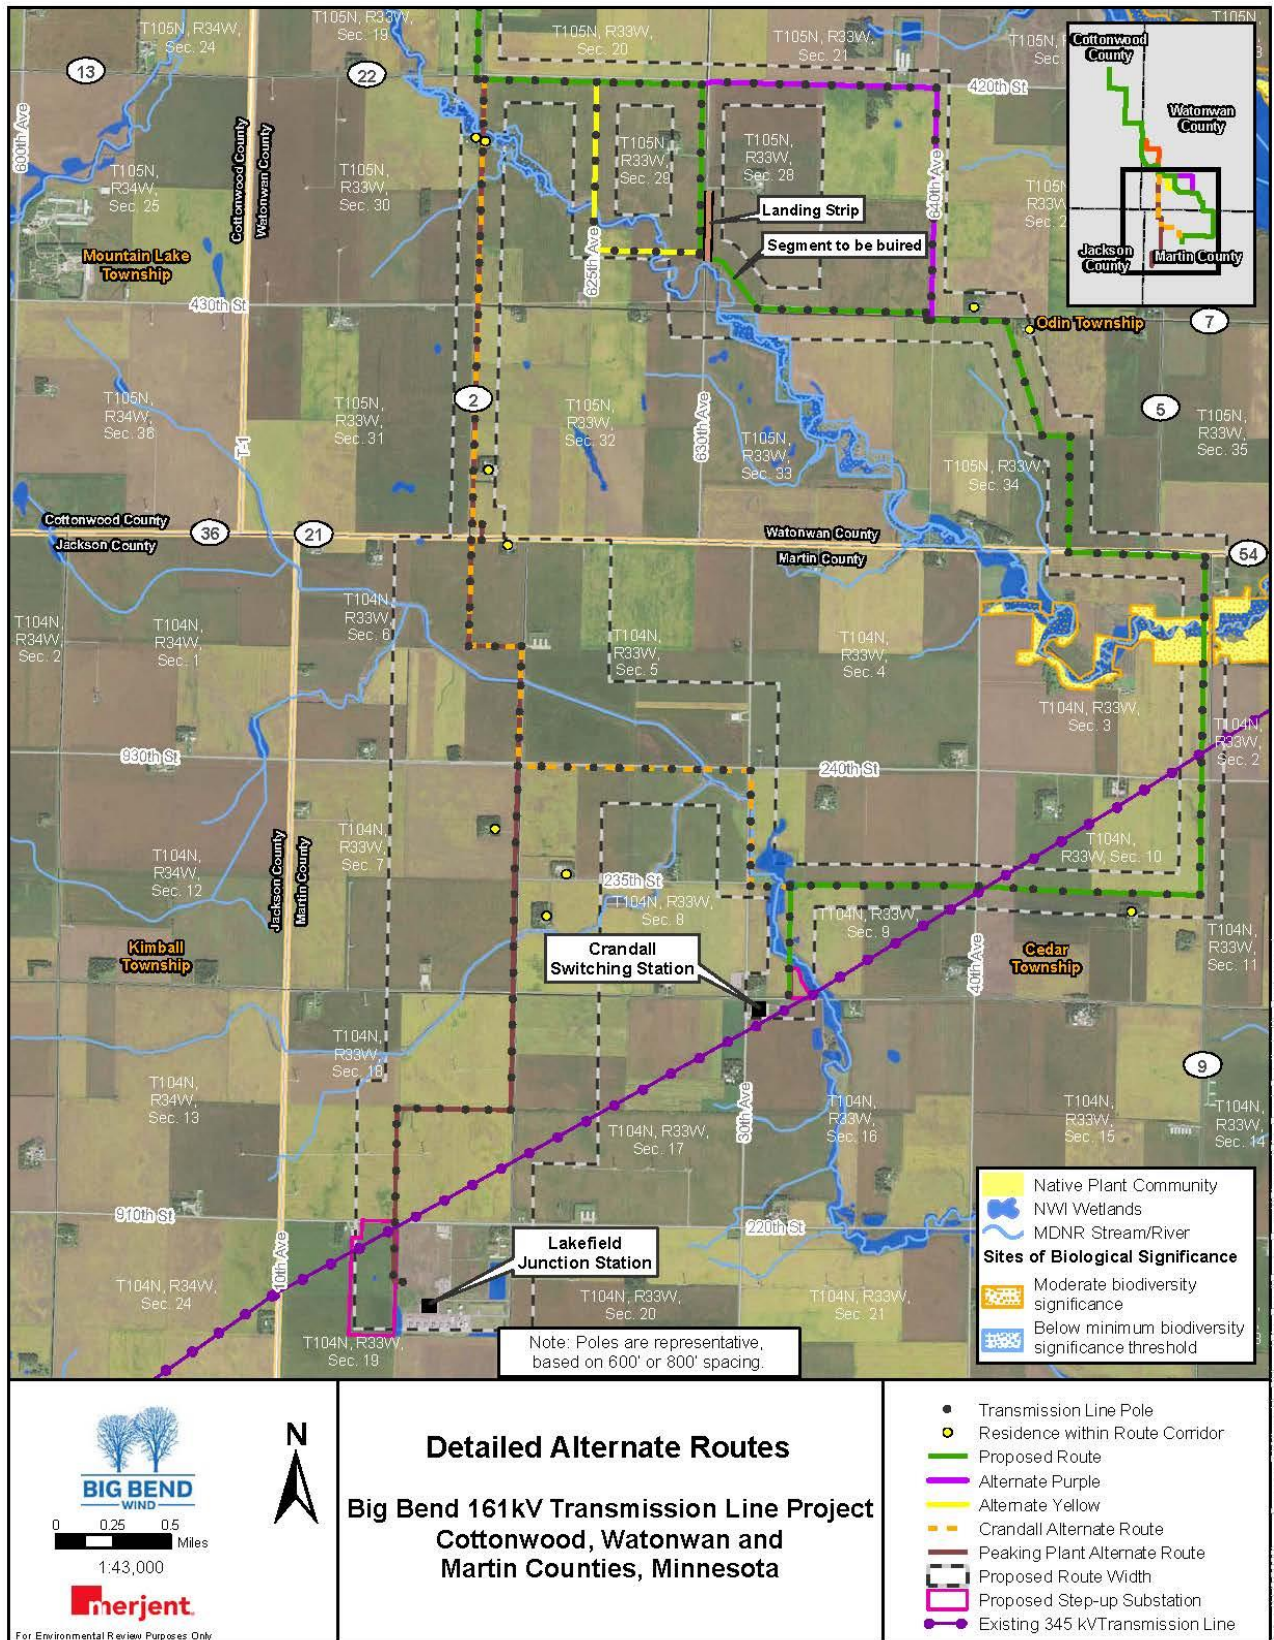 T105N, R34W,
Sec. 24
T105N, R33W,
Sec. 19
T105N, R33W,
Sec. 20
T105N, R33W,
Sec. 21
13
22
420th St
600th Ave
Cottonwood County
Watonwan County
T105N,
R34W,
Sec. 25
T105N,
R33W,
Sec. 30
T105N,
R33W,
Sec. 29
T105N,
R33W,
Sec. 28
640th Ave
Landing Strip
Segment to be buired
Cottonwood
County
Watonwan
County
Jackson
County
Martin County
Mountain Lake
Township
625th Ave
430th St
Odin Township
7
T105N,
R34W,
Sec. 36
T-1
T105N,
R33W,
Sec. 31
2
T105N,
R33W,
Sec. 32
630th Ave
T105N,
R33W,
Sec. 33
T105N, R33W,
Sec. 34
5
T105N,
R33W,
Sec. 35
Cottonwood County
Jackson County
36
21
Watonwan County
Martin County
54
T104N,
R34W,
Sec. 2
T104N,
R34W,
Sec. 1
T104N,
R33W,
Sec. 6
T104N,
R33W,
Sec. 5
T104N,
R33W,
Sec. 4
T104N, R33W,
Sec. 3
T104N,
R33W,
Sec. 2
930th St
240th St
Jackson County
Martin County
T104N,
R34W,
Sec. 12
T104N,
R33W,
Sec. 7
235th St
T104N, R33W,
Sec. 8
T104N, R33W,
Sec. 9
T104N,
R33W, Sec. 10
T104N,
R33W,
Sec. 11
Kimball
Township
Crandall
Switching Station
40th Ave
Cedar
Township
T104N,
R34W,
Sec. 13
T104N,
R33W,
Sec. 18
T104N, R33W,
Sec. 17
30th Ave
T104N,
R33W,
Sec. 16
T104N,
R33W,
Sec. 15
9
T104N,
R33W,
Sec. 14
910th St
220th St
10th Ave
Lakefield
Junction Station
T104N, R34W,
Sec. 24
T104N, R33W,
Sec. 19
T104N, R33W,
Sec. 20
T104N, R33W,
Sec. 21
Note: Poles are representative,
based on 600' or 800' spacing.
Native Plant Community
NWI Wetlands
MDNR Stream/River
Sites of Biological Significance
Moderate biodiversity
significance
Below minimum biodiversity
significance threshold
BIG BEND
WIND
0 0.25 0.5
Miles
1:43,000
merjent.
For Environmental Review Purposes Only
N
Detailed Alternate Routes
Big Bend 161kV Transmission Line Project
Cottonwood, Watonwan and
Martin Counties, Minnesota
Transmission Line Pole
Residence within Route Corridor
Proposed Route
Alternate Purple
Alternate Yellow
Crandall Alternate Route
Peaking Plant Alternate Route
Proposed Route Width
Proposed Step-up Substation
Existing 345 kVTransmission Line